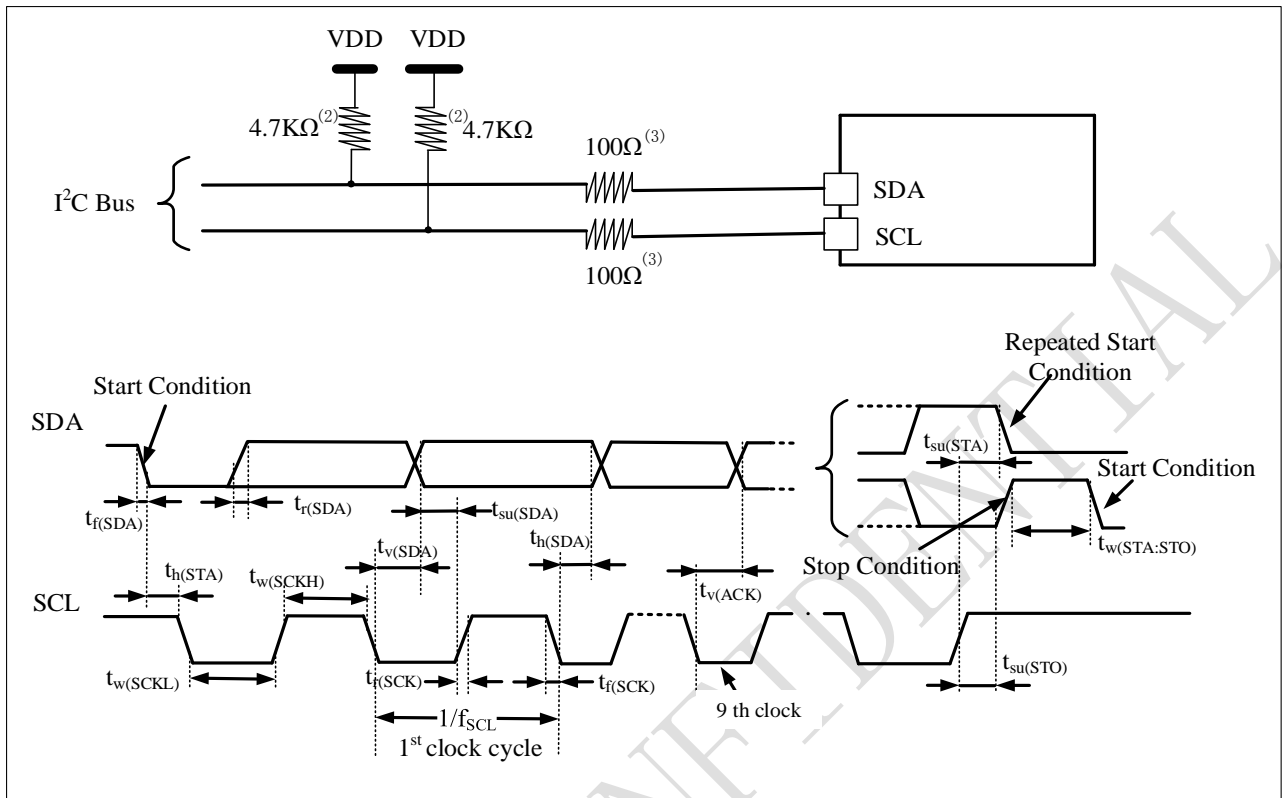 VDD VDD
4.7KΩ(2) (2)4.7KΩ
100Ω(3)
I²C Bus
SDA
SCL
100Ω(3)
Repeated Start
Condition
Start Condition
SDA
tsu(STA)
Start Condition
tf(SDA)
tr(SDA)
tsu(SDA)
tv(SDA)
th(SDA)
tw(STA:STO)
Stop Condition
th(STA)
tw(SCKH)
tv(ACK)
SCL
tw(SCKL)
tf(SCK)
tf(SCK)
tsu(STO)
9 th clock
1/fSCL
1st clock cycle
NFIDENTIAL